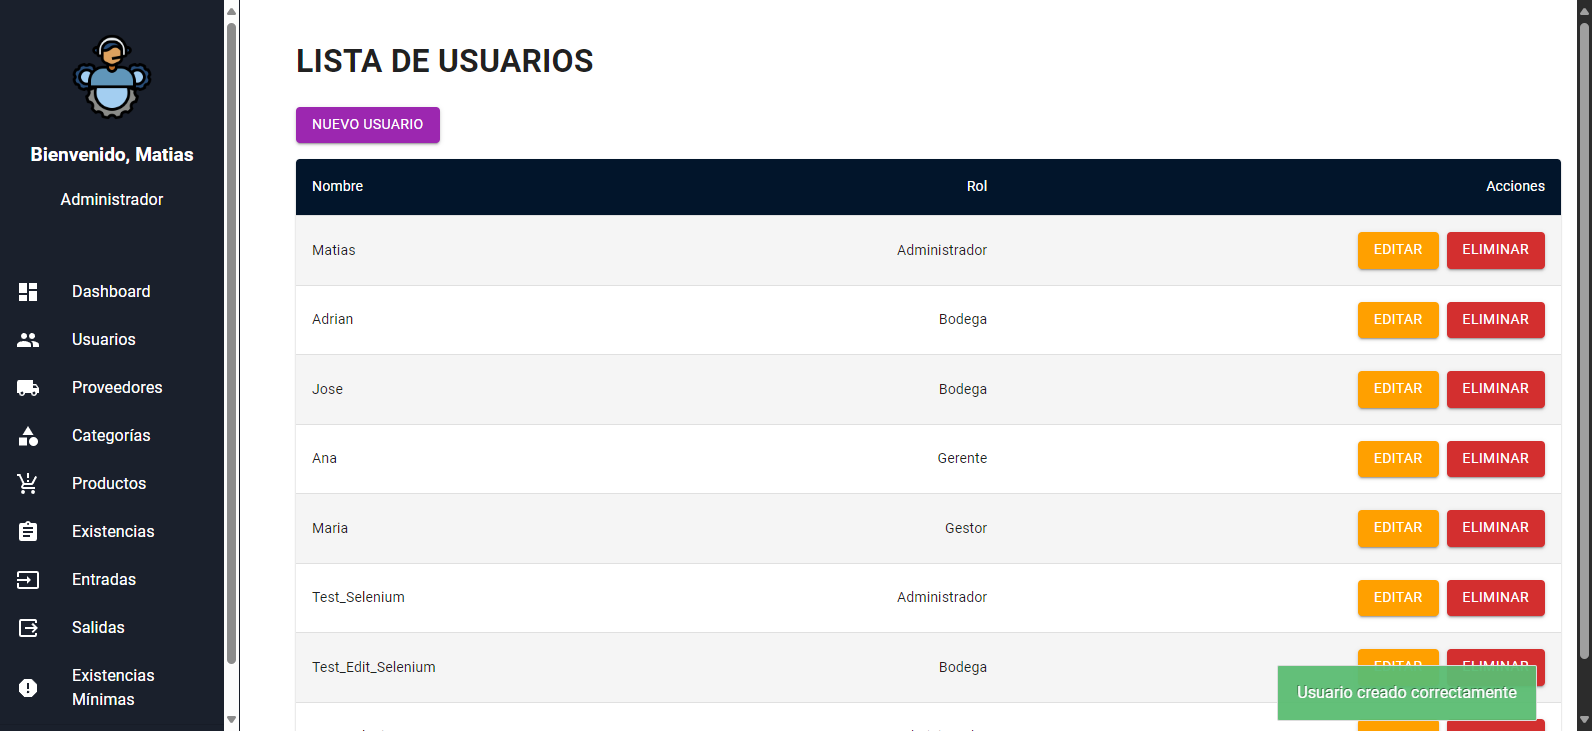 Bienvenido, Matias
Administrador
Dashboard
Usuarios
Proveedores
Categorías
Productos
Existencias
Entradas
Salidas
Existencias
Mínimas
LISTA DE USUARIOS
NUEVO USUARIO
Nombre Rol Acciones
Matias Administrador EDITAR ELIMINAR
Adrian Bodega EDITAR ELIMINAR
Jose Bodega EDITAR ELIMINAR
Ana Gerente EDITAR ELIMINAR
Maria Gestor EDITAR ELIMINAR
Test_Selenium Administrador EDITAR ELIMINAR
Test_Edit_Selenium Bodega EDITAR ELIMINAR
Usuario creado correctamente